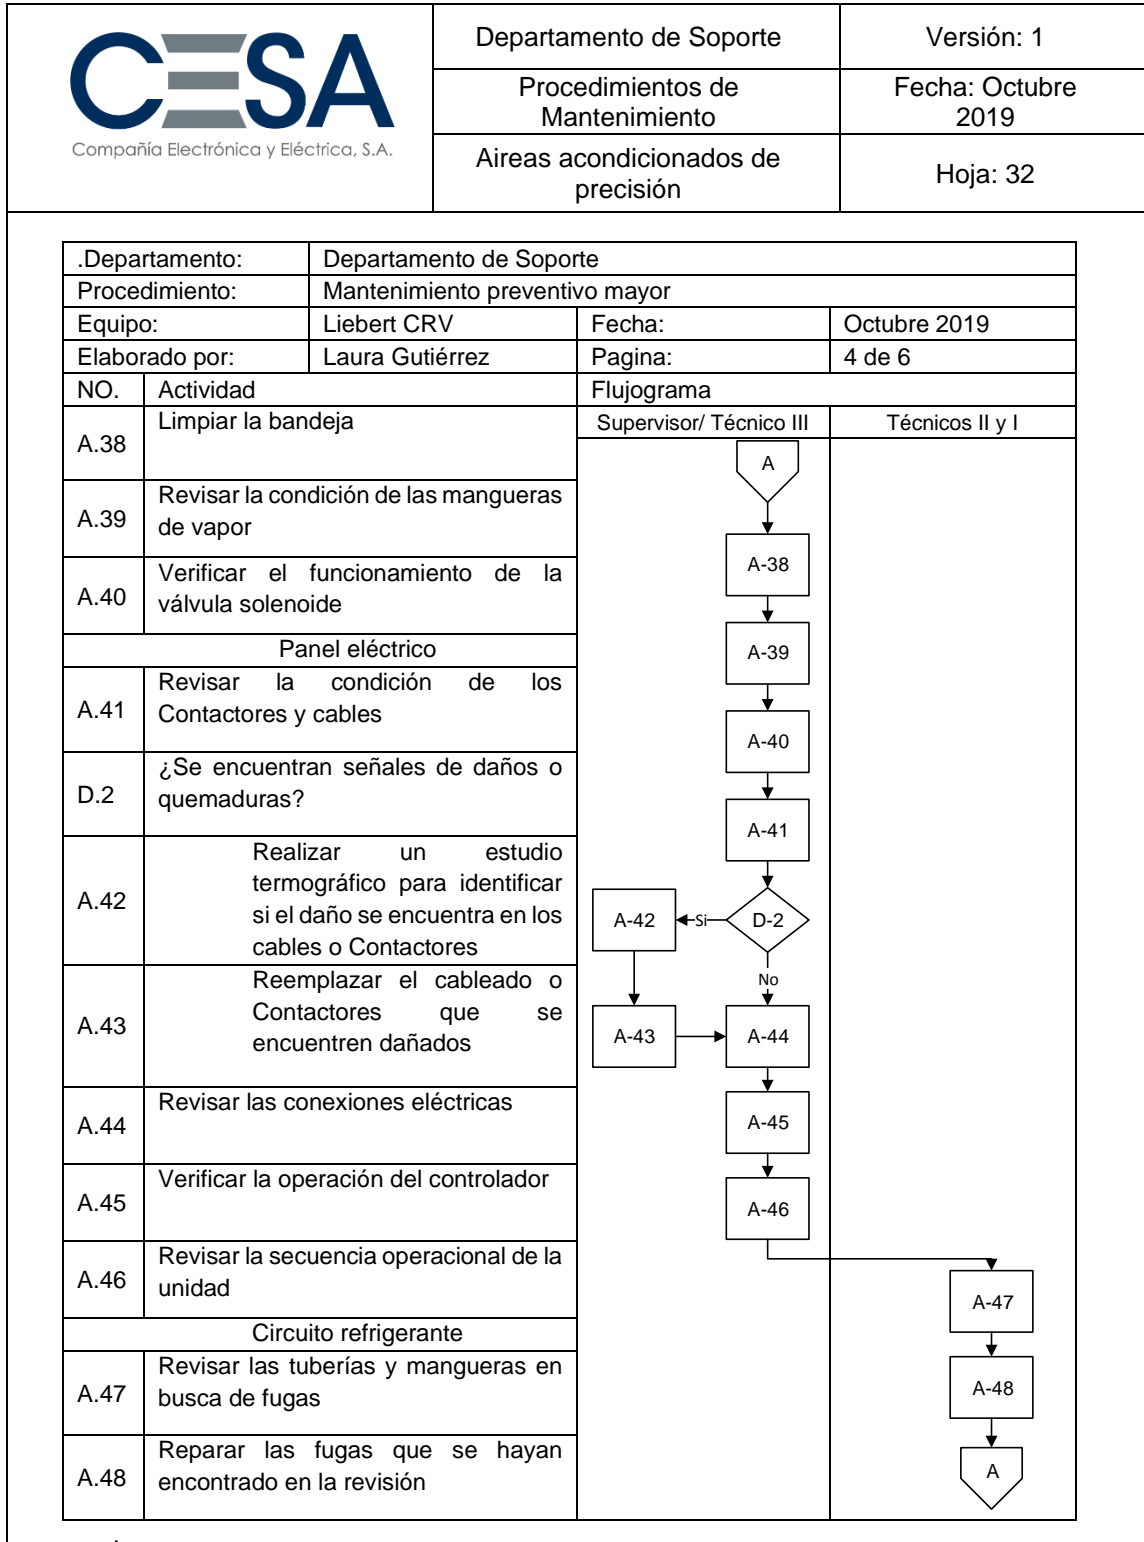 CESA
Compañía Electrónica y Eléctrica, S.A.
Departamento de Soporte
Versión: 1
Procedimientos de
Mantenimiento
Fecha: Octubre
2019
Aireas acondicionados de
precisión
Hoja: 32
.Departamento:
Departamento de Soporte
Procedimiento:
Mantenimiento preventivo mayor
Equipo:
Liebert CRV
Fecha:
Octubre 2019
Elaborado por:
Laura Gutiérrez
Pagina:
4 de 6
NO.
Actividad
Flujograma
Supervisor/ Técnico III
Técnicos II y I
A.38
Limpiar la bandeja
A.39
Revisar la condición de las mangueras
de vapor
A.40
Verificar el funcionamiento de la
válvula solenoide
Panel eléctrico
A.41
Revisar la condición de los
Contactores y cables
D.2
¿Se encuentran señales de daños o
quemaduras?
A.42
Realizar un estudio
termográfico para identificar
si el daño se encuentra en los
cables o Contactores
A.43
Reemplazar el cableado o
Contactores que se
encuentren dañados
A.44
Revisar las conexiones eléctricas
A.45
Verificar la operación del controlador
A.46
Revisar la secuencia operacional de la
unidad
Circuito refrigerante
A.47
Revisar las tuberías y mangueras en
busca de fugas
A.48
Reparar las fugas que se hayan
encontrado en la revisión
A
A-38
A-39
A-40
A-41
A-42
Si
D-2
No
A-43
A-44
A-45
A-46
A-47
A-48
A